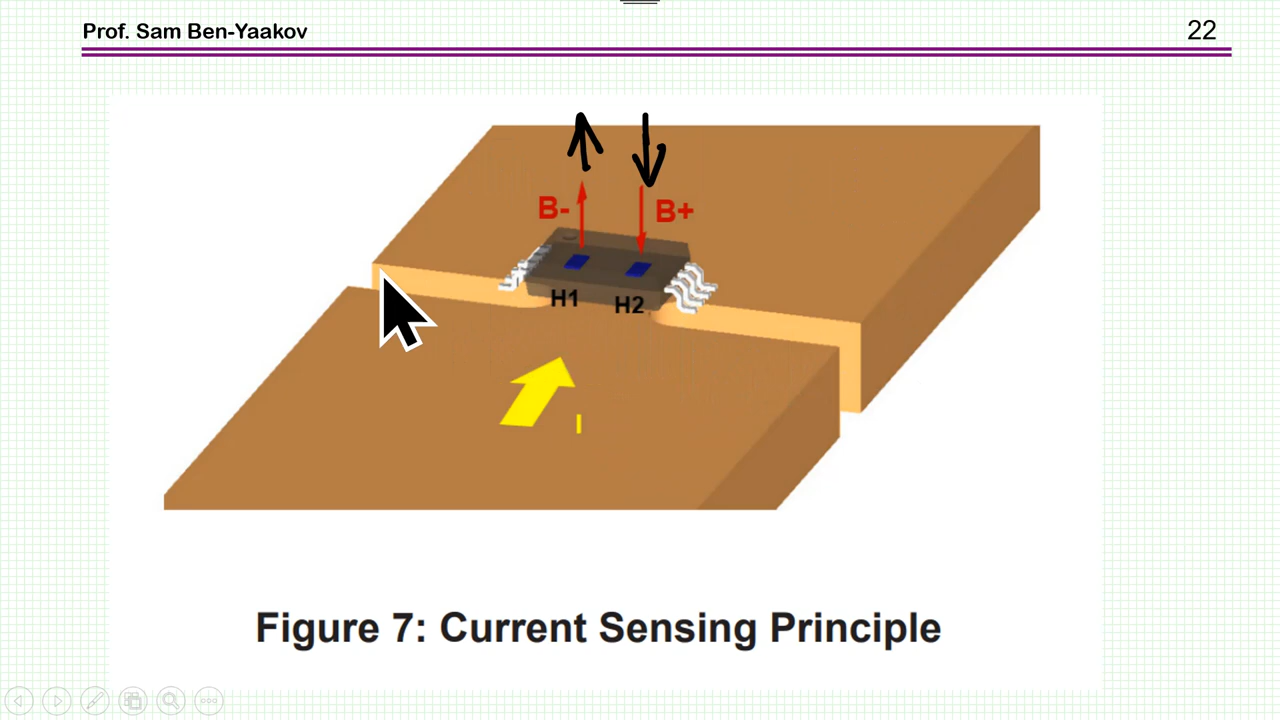 Prof. Sam Ben-Yaakov 22
B- B+
H1 H2
I
Figure 7: Current Sensing Principle